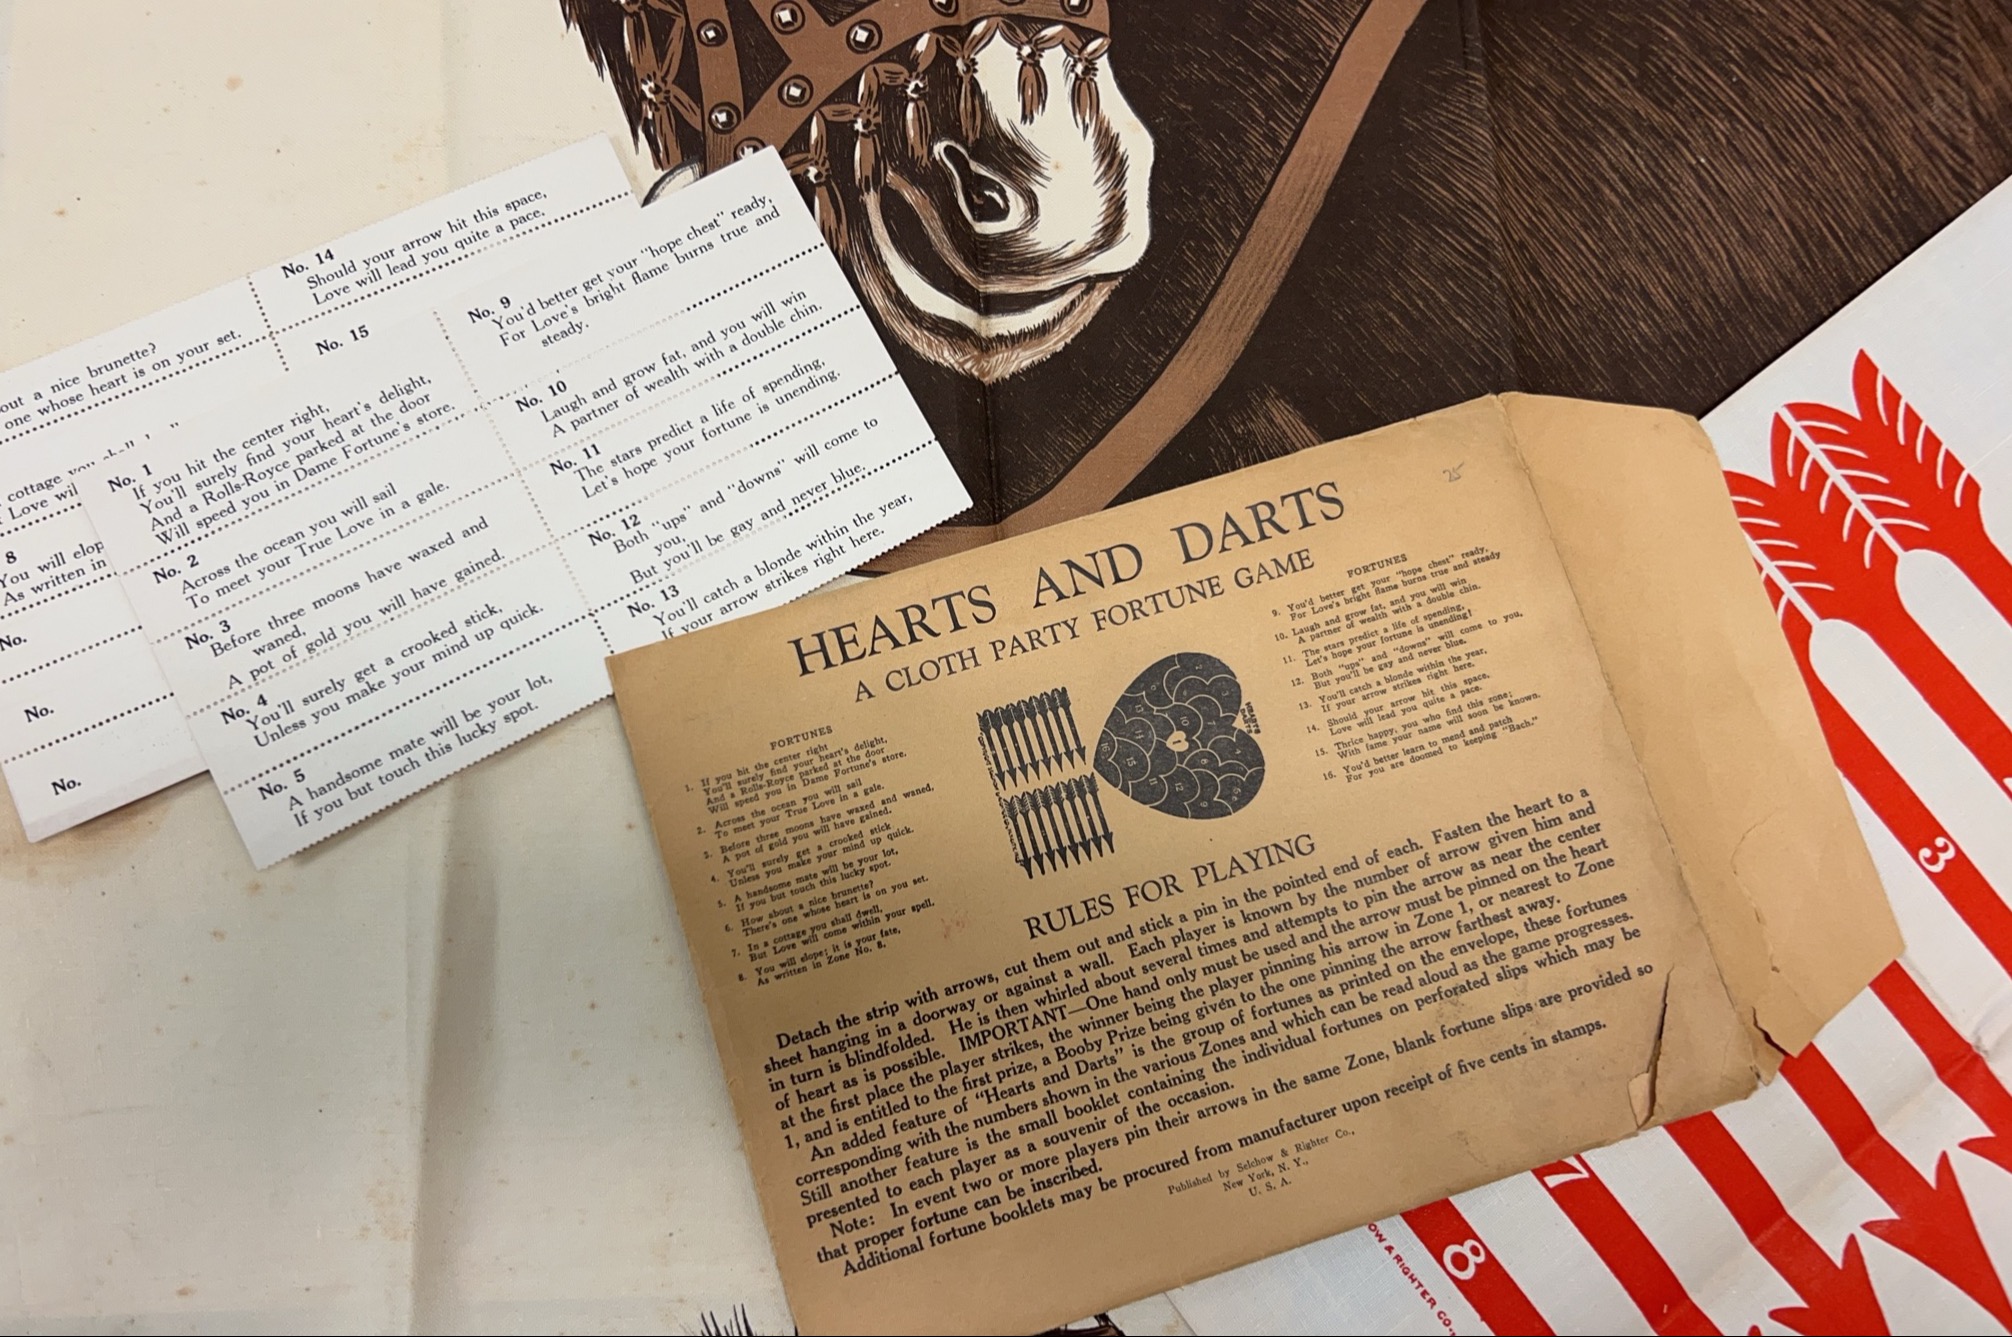 No. 14
Should your arrow hit this space,
Love will lead you quite a pace.
No. 15
out a nice brunette?
one whose heart is on your set.
cottage you
Love wil
8
You will elop
As written in
No.
No.
No.
No. 1
If you hit the center right,
You'll surely find your heart's delight,
And a Rolls-Royce parked at the door
Will speed you in Dame Fortune's store.
No. 2
Across the ocean you will sail
To meet your True Love in a gale.
No. 3
Before three moons have waxed and
waned,
A pot of gold you will have gained.
No. 4
You'll surely get a crooked stick,
Unless you make your mind up quick.
No. 5
A handsome mate will be your lot,
If you but touch this lucky spot.
No. 9
You'd better get your "hope chest" ready,
For Love's bright flame burns true and
steady.
No. 10
Laugh and grow fat, and you will win
A partner of wealth with a double chin.
No. 11
The stars predict a life of spending,
Let's hope your fortune is unending.
No. 12
Both "ups" and "downs" will come to
you,
But you'll be gay and never blue.
No. 13
You'll catch a blonde within the year,
If your arrow strikes right here.
25
HEARTS AND DARTS
A CLOTH PARTY FORTUNE GAME
FORTUNES
1. If you hit the center right
You'll surely find your heart's delight,
And a Rolls-Royce parked at the door
Will speed you in Dame Fortune's store.
2. Across the ocean you will sail
To meet your True Love in a gale.
3. Before three moons have waxed and waned,
A pot of gold you will have gained.
4. You'll surely get a crooked stick
Unless you make your mind up quick.
5. A handsome mate will be your lot,
If you but touch this lucky spot.
6. How about a nice brunette?
There's one whose heart is on you set.
7. In a cottage you shall dwell,
But Love will come within your spell.
8. You will elope; it is your fate,
As written in Zone No. 8.
FORTUNES
9. You'd better get your "hope chest" ready,
For Love's bright flame burns true and steady
10. Laugh and grow fat, and you will win
A partner of wealth with a double chin.
11. The stars predict a life of spending,
Let's hope your fortune is unending!
12. Both "ups" and "downs" will come to you,
But you'll be gay and never blue.
13. You'll catch a blonde within the year,
If your arrow strikes right here.
14. Should your arrow hit this space,
Love will lead you quite a pace.
15. Thrice happy, you who find this zone;
With fame your name will soon be known.
16. You'd better learn to mend and patch
For you are doomed to keeping "Bach."
HEARTS
DARTS
RULES FOR PLAYING
Detach the strip with arrows, cut them out and stick a pin in the pointed end of each. Fasten the heart to a
sheet hanging in a doorway or against a wall. Each player is known by the number of arrow given him and
in turn is blindfolded. He is then whirled about several times and attempts to pin the arrow as near the center
of heart as is possible. IMPORTANT—One hand only must be used and the arrow must be pinned on the heart
at the first place the player strikes, the winner being the player pinning his arrow in Zone 1, or nearest to Zone
1, and is entitled to the first prize, a Booby Prize being given to the one pinning the arrow farthest away.
An added feature of "Hearts and Darts" is the group of fortunes as printed on the envelope, these fortunes
corresponding with the numbers shown in the various Zones and which can be read aloud as the game progresses.
Still another feature is the small booklet containing the individual fortunes on perforated slips which may be
presented to each player as a souvenir of the occasion.
Note: In event two or more players pin their arrows in the same Zone, blank fortune slips are provided so
that proper fortune can be inscribed.
Additional fortune booklets may be procured from manufacturer upon receipt of five cents in stamps.
Published by Selchow & Righter Co.,
New York, N. Y.,
U. S. A.
3
7
8
OW & RIGHTER CO.